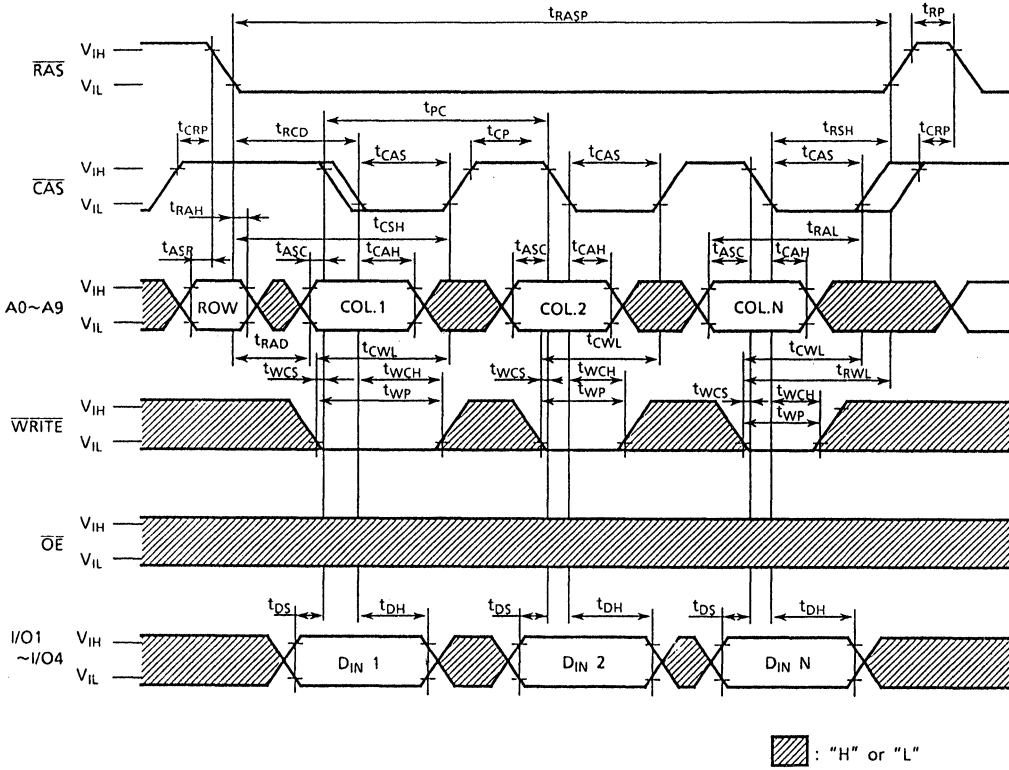 tRASP tRP
RAS VIH
VIL
tPC
tCRP tRCD tCP tRSH tCRP
CAS VIH tCAS tCAS tCAS
VIL
tRAH tCSH tRAL
tASR tASC tCAH tASC tCAH tASC tCAH
A0~A9 VIH ROW COL.1 COL.2 COL.N
VIL
tRAD tCWL tCWL tCWL
tWCS tWCH tWCS tWCH tRWL
tWP tWP tWCS tWCH
WRITE VIH tWP
VIL
OE VIH
VIL
tDS tDH tDS tDH tDS tDH
I/O1 VIH
~I/O4 DIN 1 DIN 2 DIN N
VIL
: "H" or "L"